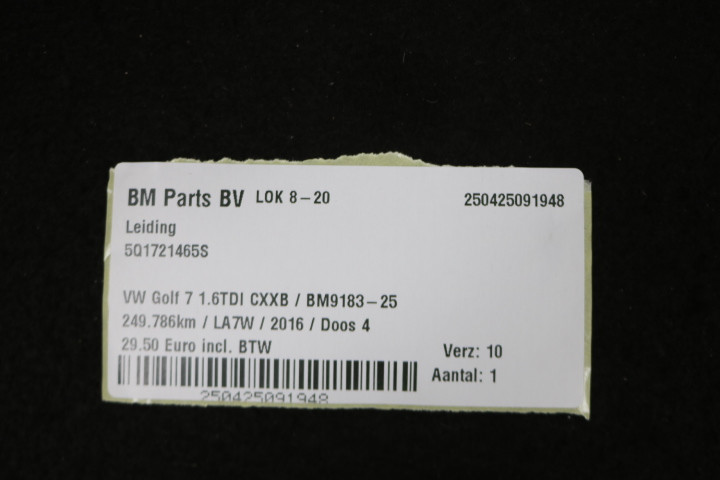 BM Parts BV LOK 8-20 250425091948
Leiding
5Q1721465S
VW Golf 7 1.6TDI CXXB / BM9183-25
249.786km / LA7W / 2016 / Doos 4
29.50 Euro incl. BTW Verz: 10
Aantal: 1
250425091948